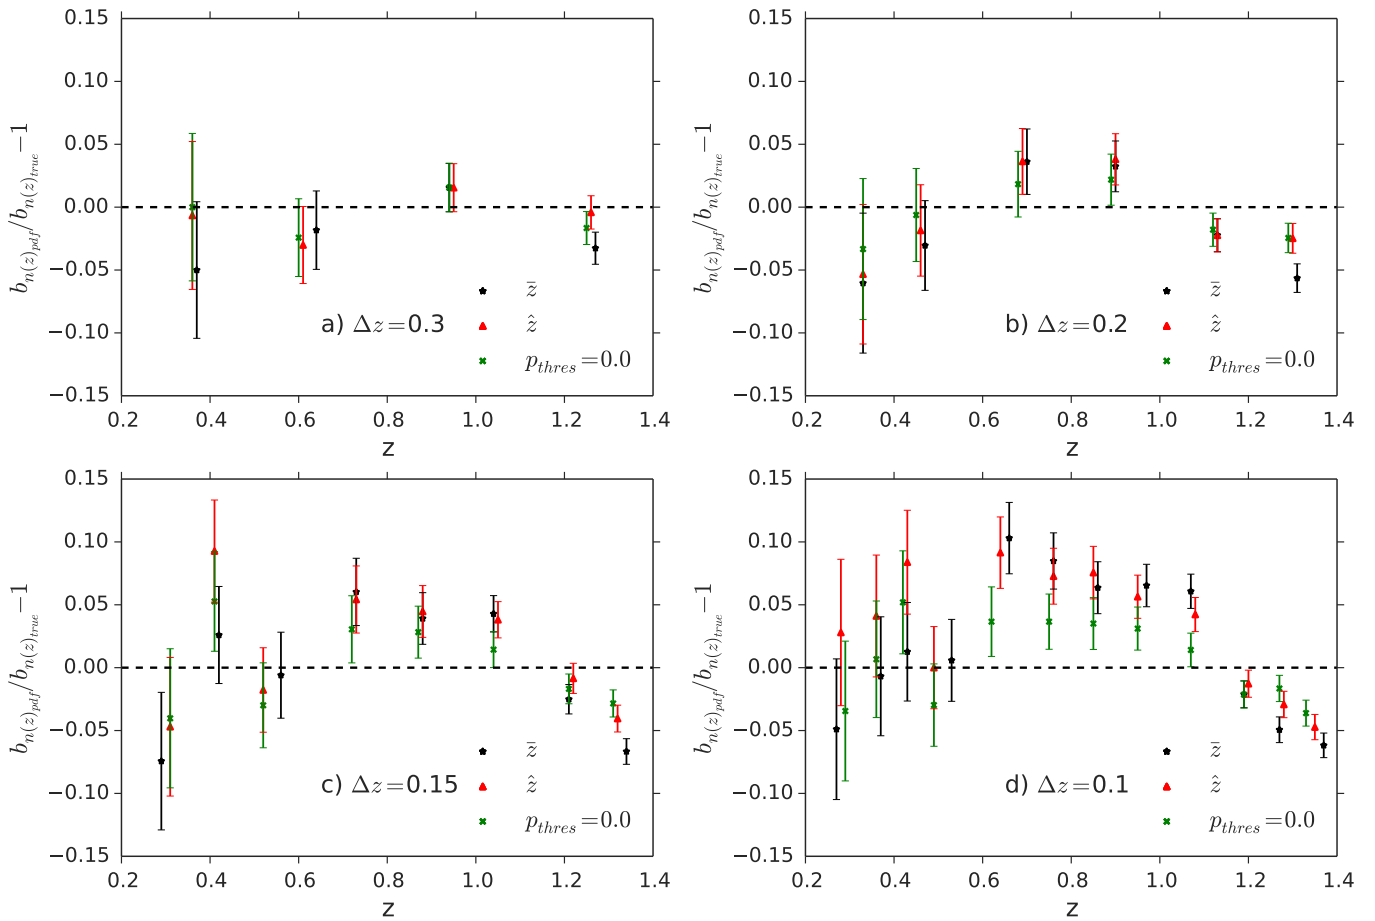 0.15
0.10
0.05
0.00
−0.05
−0.10
−0.15
0.2 0.4 0.6 0.8 1.0 1.2 1.4
z
b_{n(z)_{pdf}}/b_{n(z)_{true}}−1
a) Δz=0.3
z̄
ẑ
p_{thres}=0.0
0.15
0.10
0.05
0.00
−0.05
−0.10
−0.15
0.2 0.4 0.6 0.8 1.0 1.2 1.4
z
b_{n(z)_{pdf}}/b_{n(z)_{true}}−1
b) Δz=0.2
z̄
ẑ
p_{thres}=0.0
0.15
0.10
0.05
0.00
−0.05
−0.10
−0.15
0.2 0.4 0.6 0.8 1.0 1.2 1.4
z
b_{n(z)_{pdf}}/b_{n(z)_{true}}−1
c) Δz=0.15
z̄
ẑ
p_{thres}=0.0
0.15
0.10
0.05
0.00
−0.05
−0.10
−0.15
0.2 0.4 0.6 0.8 1.0 1.2 1.4
z
b_{n(z)_{pdf}}/b_{n(z)_{true}}−1
d) Δz=0.1
z̄
ẑ
p_{thres}=0.0